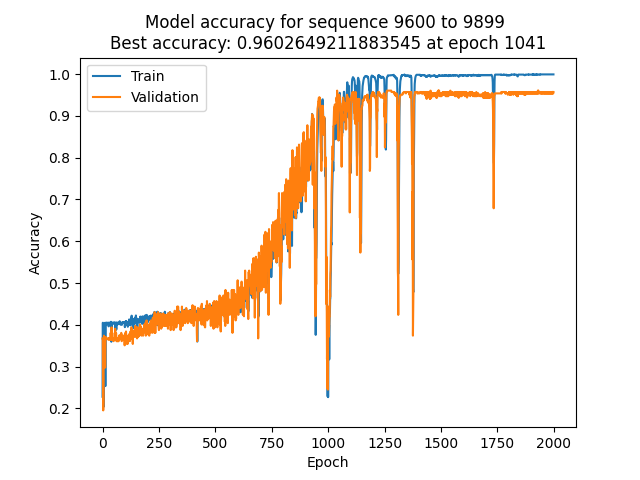 Model accuracy for sequence 9600 to 9899
Best accuracy: 0.9602649211883545 at epoch 1041
Train
Validation
Accuracy
1.0
0.9
0.8
0.7
0.6
0.5
0.4
0.3
0.2
0 250 500 750 1000 1250 1500 1750 2000
Epoch